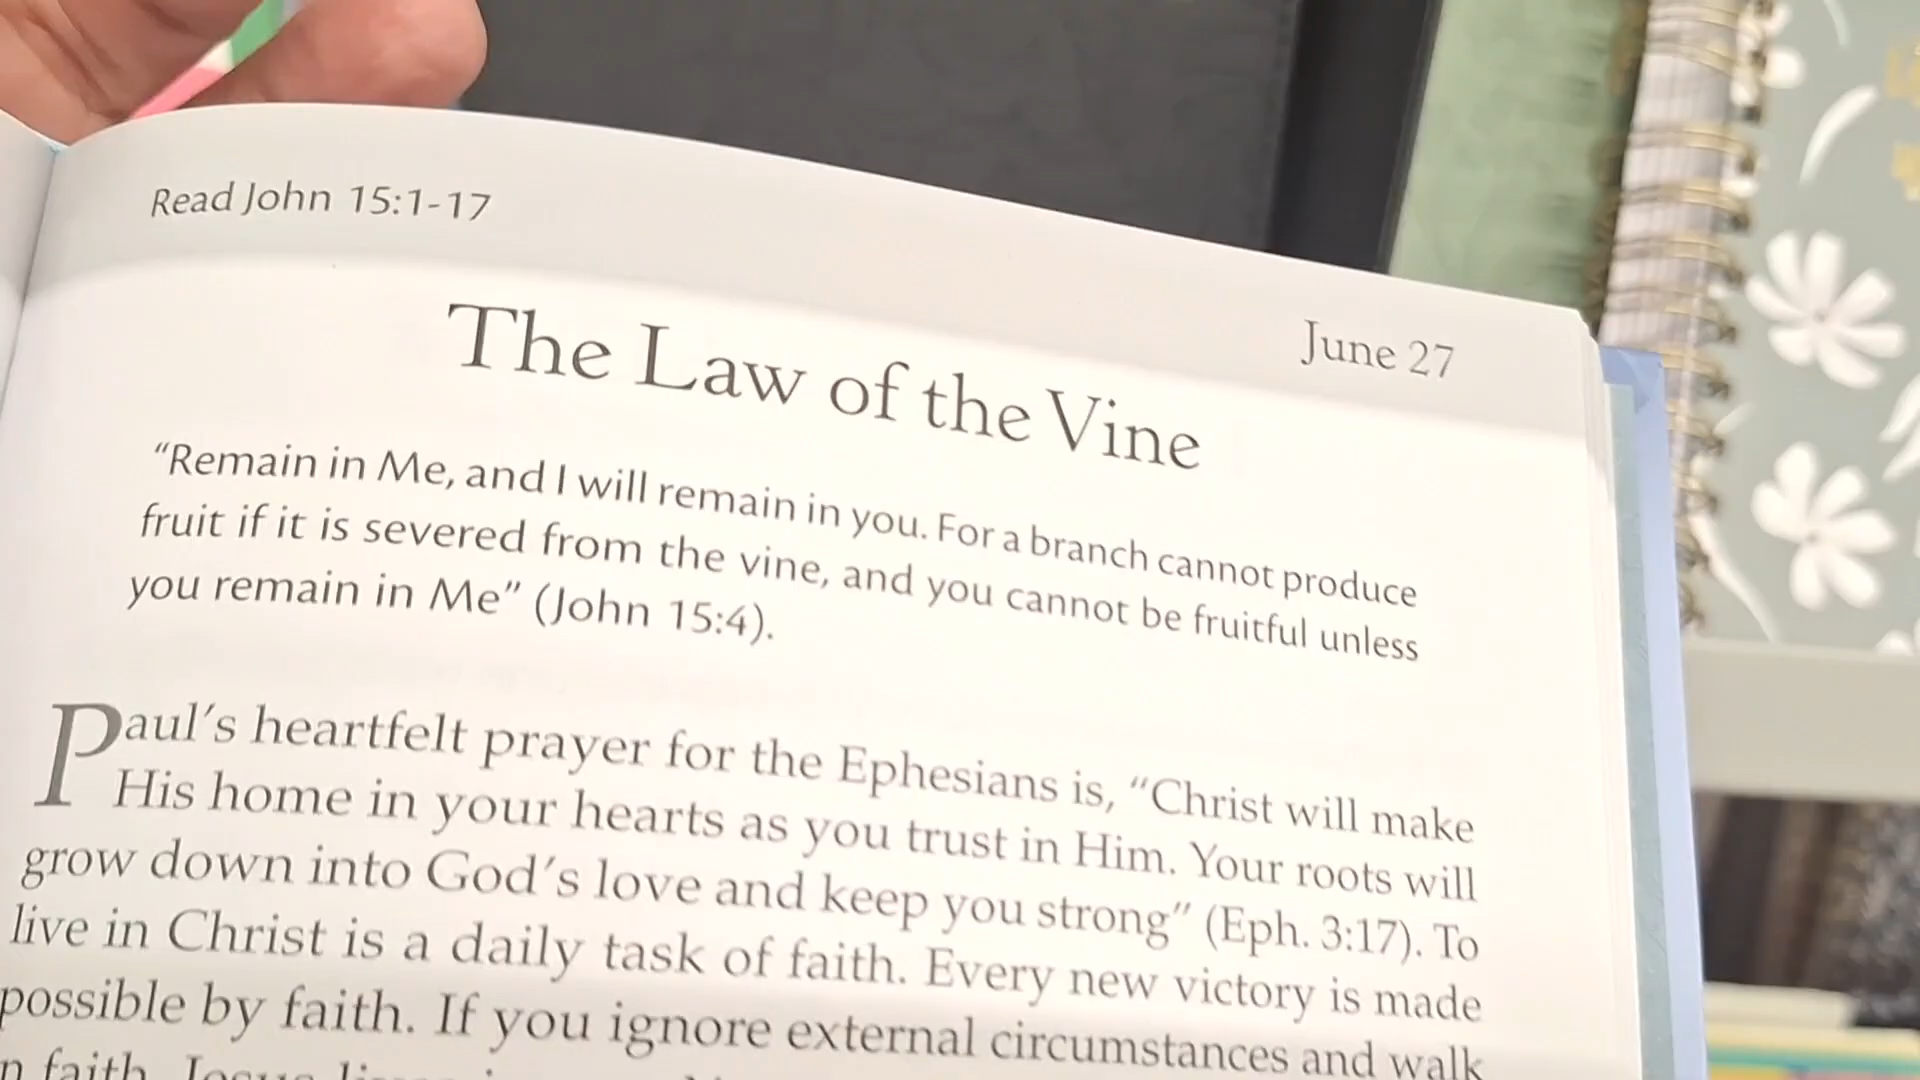 Read John 15:1-17
June 27
The Law of the Vine
“Remain in Me, and I will remain in you. For a branch cannot produce
fruit if it is severed from the vine, and you cannot be fruitful unless
you remain in Me” (John 15:4).
Paul’s heartfelt prayer for the Ephesians is, “Christ will make
His home in your hearts as you trust in Him. Your roots will
grow down into God’s love and keep you strong” (Eph. 3:17). To
live in Christ is a daily task of faith. Every new victory is made
possible by faith. If you ignore external circumstances and walk
faith.